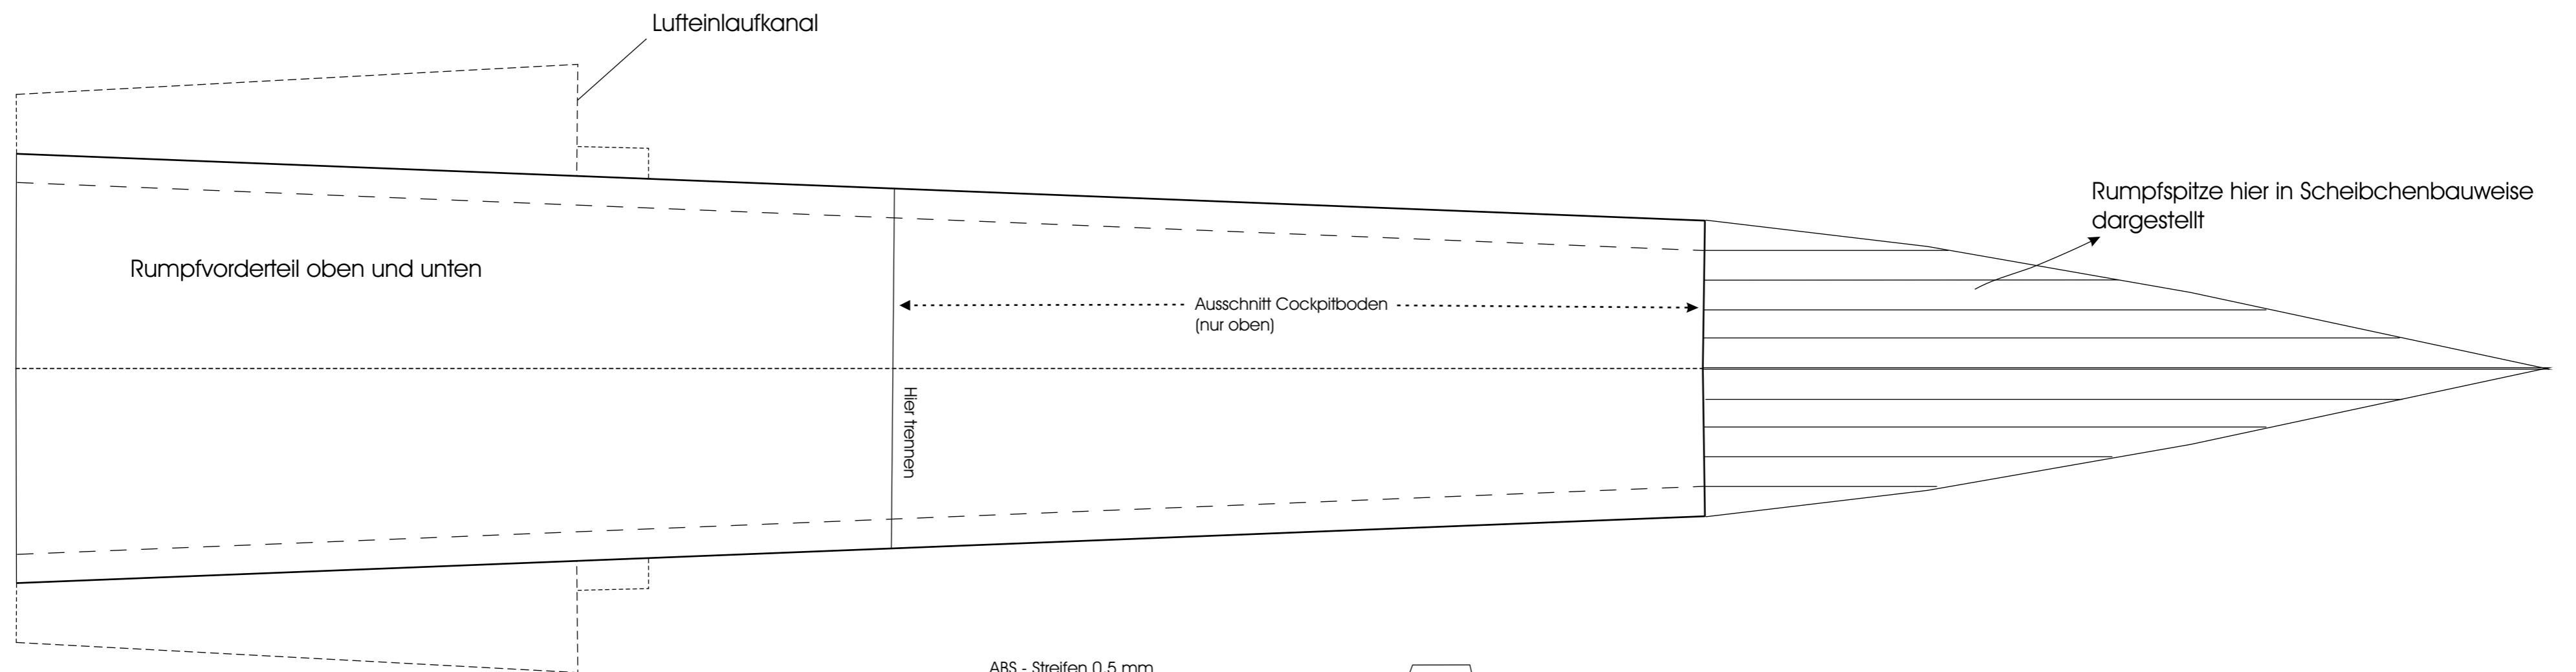 Lufteinlaufkanal
Rumpfspitze hier in Scheibchenbauweise
dargestellt
Rumpfvorderteil oben und unten
Ausschnitt Cockpitboden
(nur oben)
Hier trennen
ABS - Streifen 0,5 mm